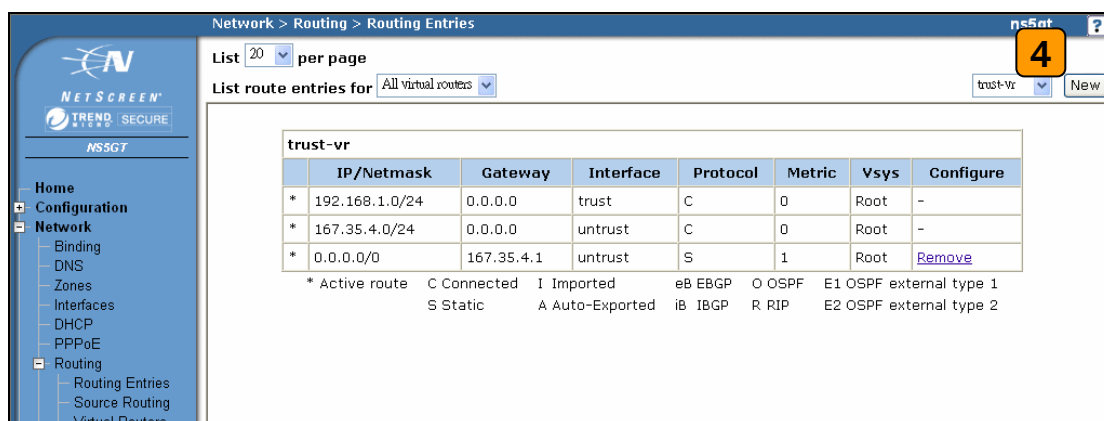 Network > Routing > Routing Entries
ns5gt
?
4
NETSCREEN
TREND MICRO SECURE
NS5GT
Home
Configuration
Network
Binding
DNS
Zones
Interfaces
DHCP
PPPoE
Routing
Routing Entries
Source Routing
Virtual Routers
List 20 per page
List route entries for All virtual routers
trust-vr New
trust-vr
IP/Netmask Gateway Interface Protocol Metric Vsys Configure
* 192.168.1.0/24 0.0.0.0 trust C 0 Root -
* 167.35.4.0/24 0.0.0.0 untrust C 0 Root -
* 0.0.0.0/0 167.35.4.1 untrust S 1 Root Remove
* Active route C Connected I Imported eB EBGP O OSPF E1 OSPF external type 1
S Static A Auto-Exported iB IBGP R RIP E2 OSPF external type 2